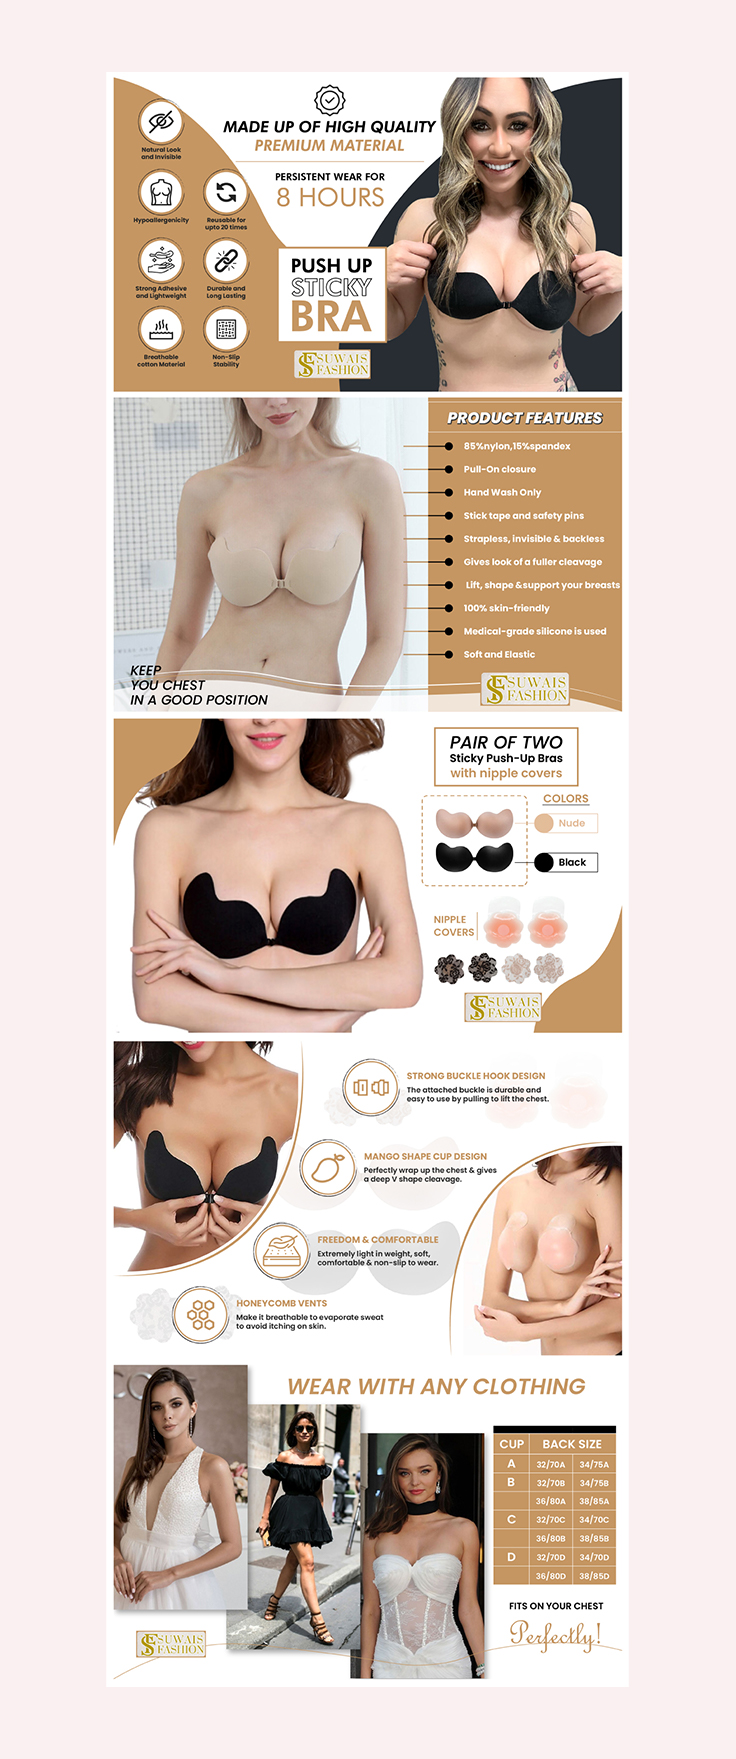 MADE UP OF HIGH QUALITY
PREMIUM MATERIAL
PERSISTENT WEAR FOR
8 HOURS
Natural Look
and Invisible
Hypoallergenicity
Reusable for
upto 20 times
Strong Adhesive
and Lightweight
Durable and
Long Lasting
Breathable
cotton Material
Non-Slip
Stability
PUSH UP
STICKY
BRA
ES SUWAIS
FASHION
PRODUCT FEATURES
85%nylon,15%spandex
Pull-On closure
Hand Wash Only
Stick tape and safety pins
Strapless, invisible & backless
Gives look of a fuller cleavage
Lift, shape &support your breasts
100% skin-friendly
Medical-grade silicone is used
Soft and Elastic
KEEP
YOU CHEST
IN A GOOD POSITION
ES SUWAIS
FASHION
PAIR OF TWO
Sticky Push-Up Bras
with nipple covers
COLORS
Nude
Black
NIPPLE
COVERS
ES SUWAIS
FASHION
STRONG BUCKLE HOOK DESIGN
The attached buckle is durable and
easy to use by pulling to lift the chest.
MANGO SHAPE CUP DESIGN
Perfectly wrap up the chest & gives
a deep V shape cleavage.
FREEDOM & COMFORTABLE
Extremely light in weight, soft,
comfortable & non-slip to wear.
HONEYCOMB VENTS
Make it breathable to evaporate sweat
to avoid itching on skin.
WEAR WITH ANY CLOTHING
CUP BACK SIZE
A 32/70A 34/75A
B 32/70B 34/75B
36/80A 38/85A
C 32/70C 34/70C
36/80B 38/85B
D 32/70D 34/70D
36/80D 38/85D
FITS ON YOUR CHEST
Perfectly!
ES SUWAIS
FASHION